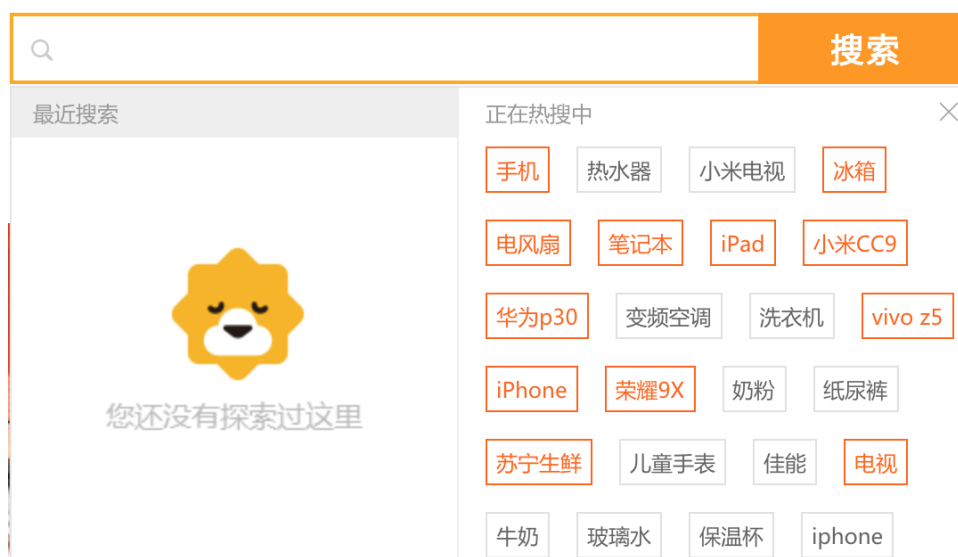 搜索
最近搜索
正在热搜中
您还没有探索过这里
手机 热水器 小米电视 冰箱
电风扇 笔记本 iPad 小米CC9
华为p30 变频空调 洗衣机 vivo z5
iPhone 荣耀9X 奶粉 纸尿裤
苏宁生鲜 儿童手表 佳能 电视
牛奶 玻璃水 保温杯 iphone